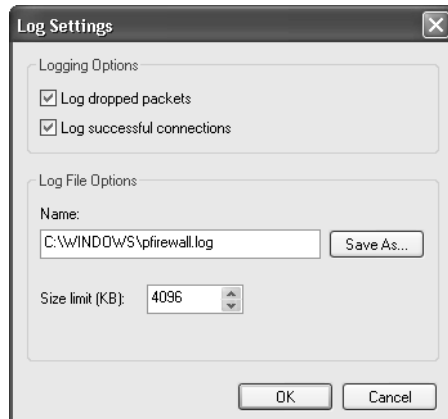 Log Settings
Logging Options
Log dropped packets
Log successful connections
Log File Options
Name:
C:\WINDOWS\pfirewall.log
Save As...
Size limit (KB):
4096
OK
Cancel